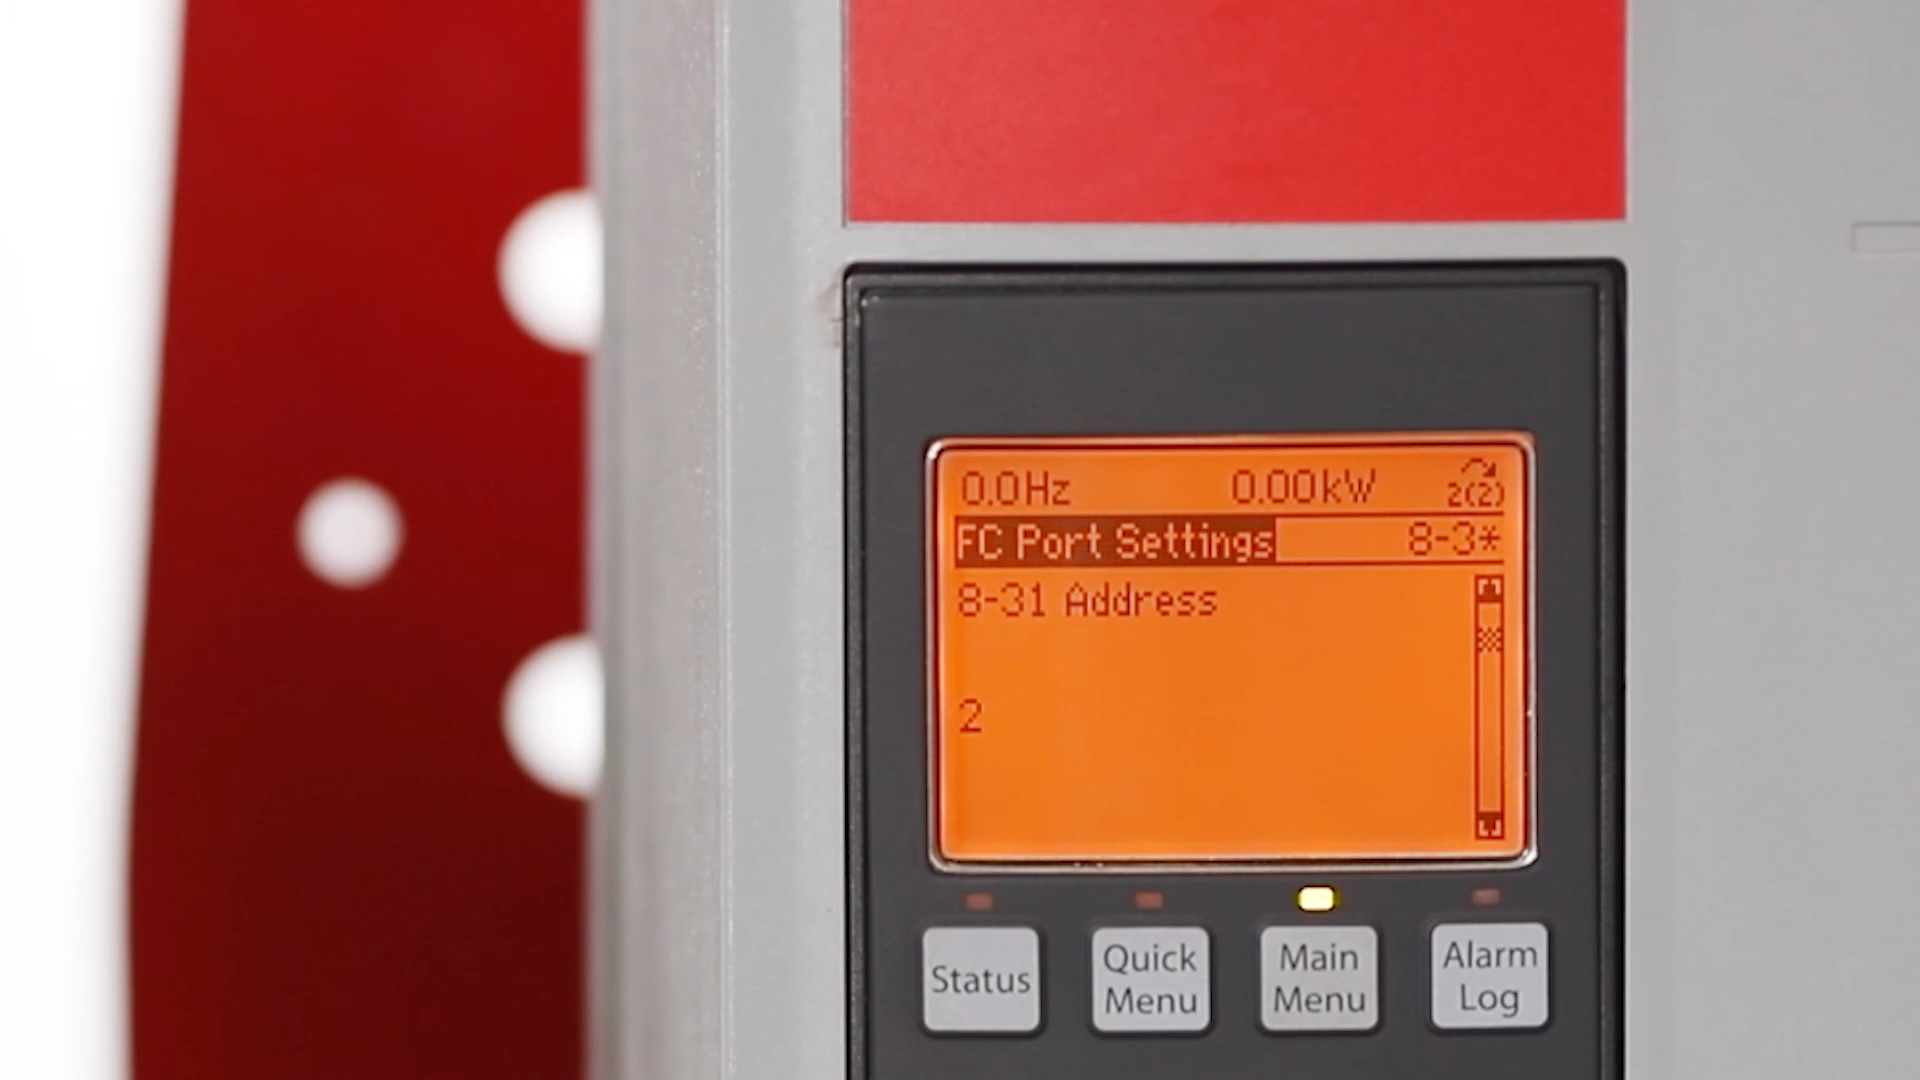 0.0Hz 0.00kW 2(2)
FC Port Settings 8-3*
8-31 Address
2
Status
Quick Menu
Main Menu
Alarm Log